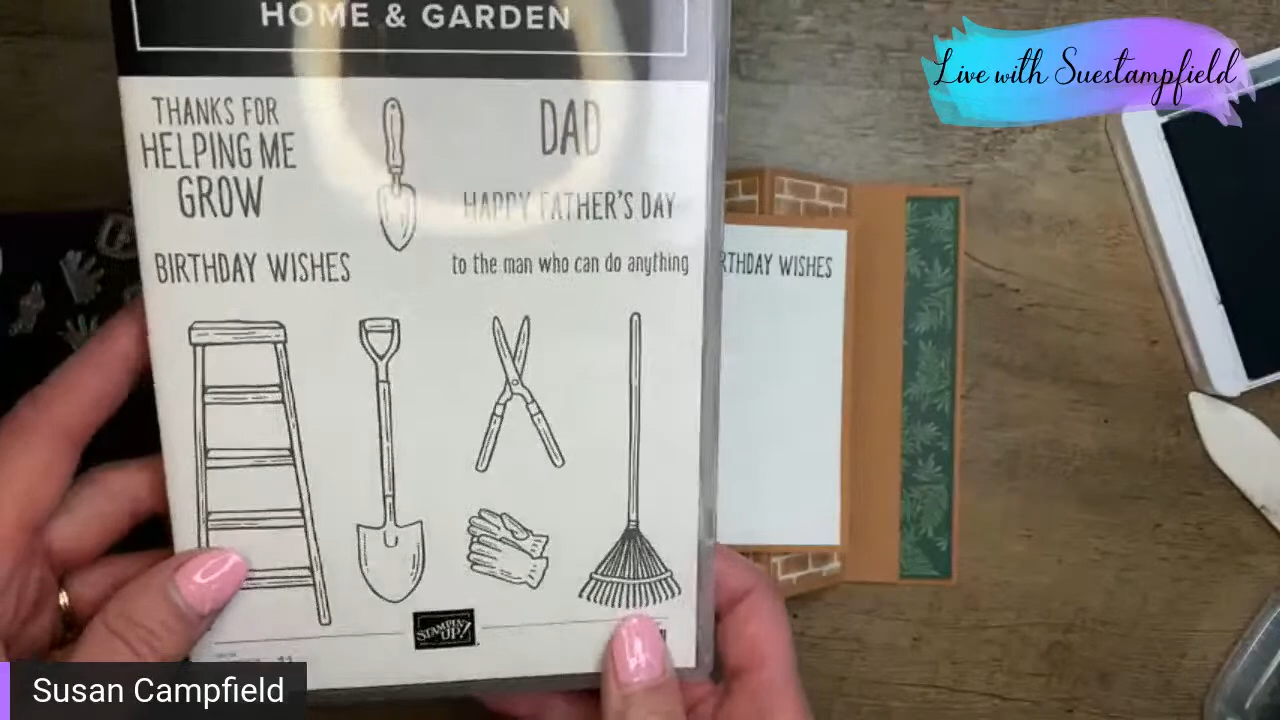 HOME & GARDEN
Live with Suestampfield
THANKS FOR
HELPING ME
GROW
DAD
HAPPY FATHER'S DAY
BIRTHDAY WISHES
to the man who can do anything
RTHDAY WISHES
STAMPIN' UP!
Susan Campfield